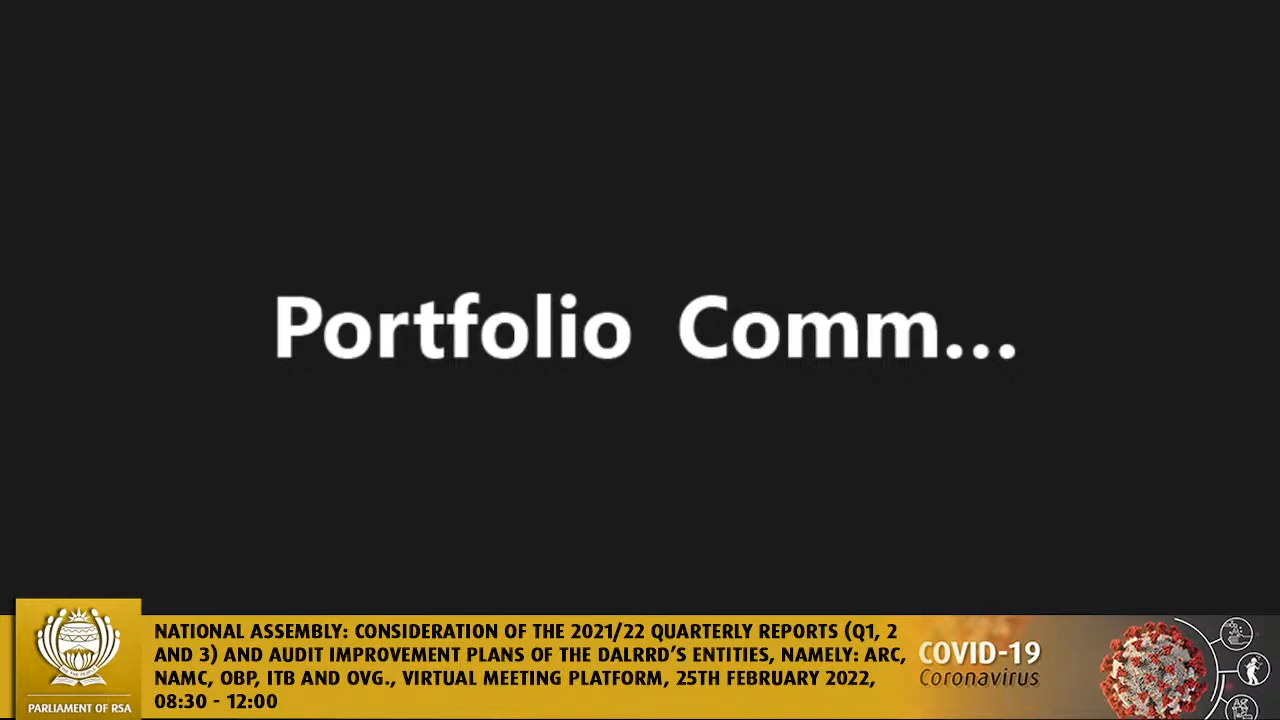 Portfolio Comm...
NATIONAL ASSEMBLY: CONSIDERATION OF THE 2021/22 QUARTERLY REPORTS (Q1, 2
AND 3) AND AUDIT IMPROVEMENT PLANS OF THE DALRRD'S ENTITIES, NAMELY: ARC,
NAMC, OBP, ITB AND OVG., VIRTUAL MEETING PLATFORM, 25TH FEBRUARY 2022,
08:30 - 12:00
PARLIAMENT OF RSA
COVID-19
Coronavirus